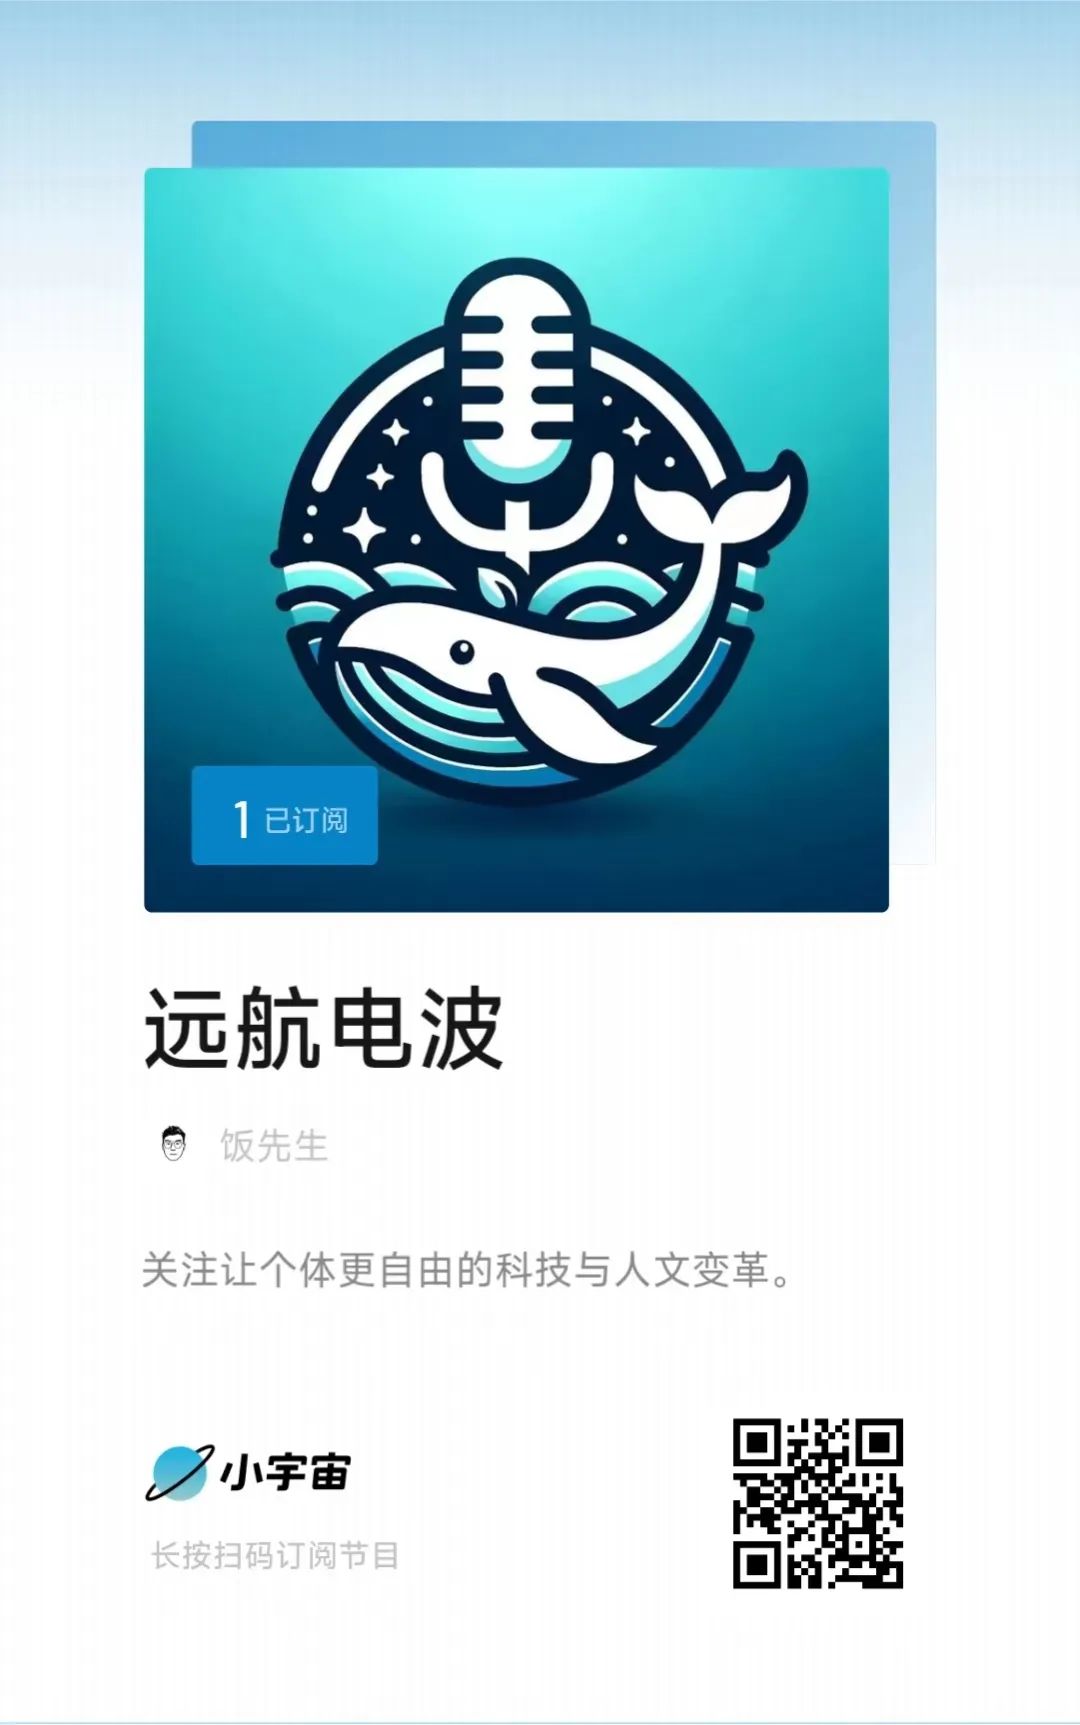 1 已订阅
远航电波
饭先生
关注让个体更自由的科技与人文变革。
小宇宙
长按扫码订阅节目